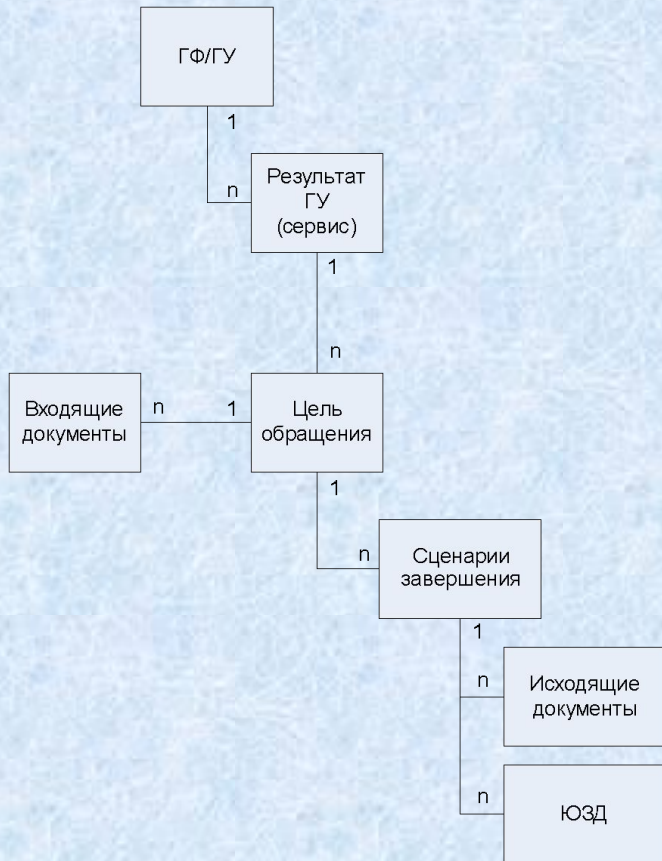 ГФ/ГУ
1
n
Результат
ГУ
(сервис)
1
n
Входящие
документы
n
1
Цель
обращения
1
n
Сценарии
завершения
1
n
Исходящие
документы
n
ЮЗД